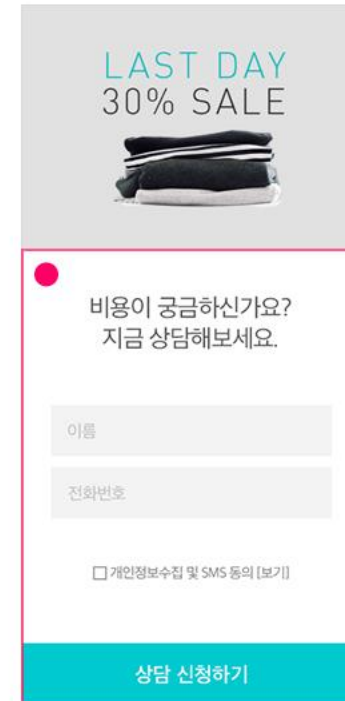 LAST DAY
30% SALE
비용이 궁금하신가요?
지금 상담해보세요.
이름
전화번호
개인정보수집 및 SMS 동의 [보기]
상담 신청하기